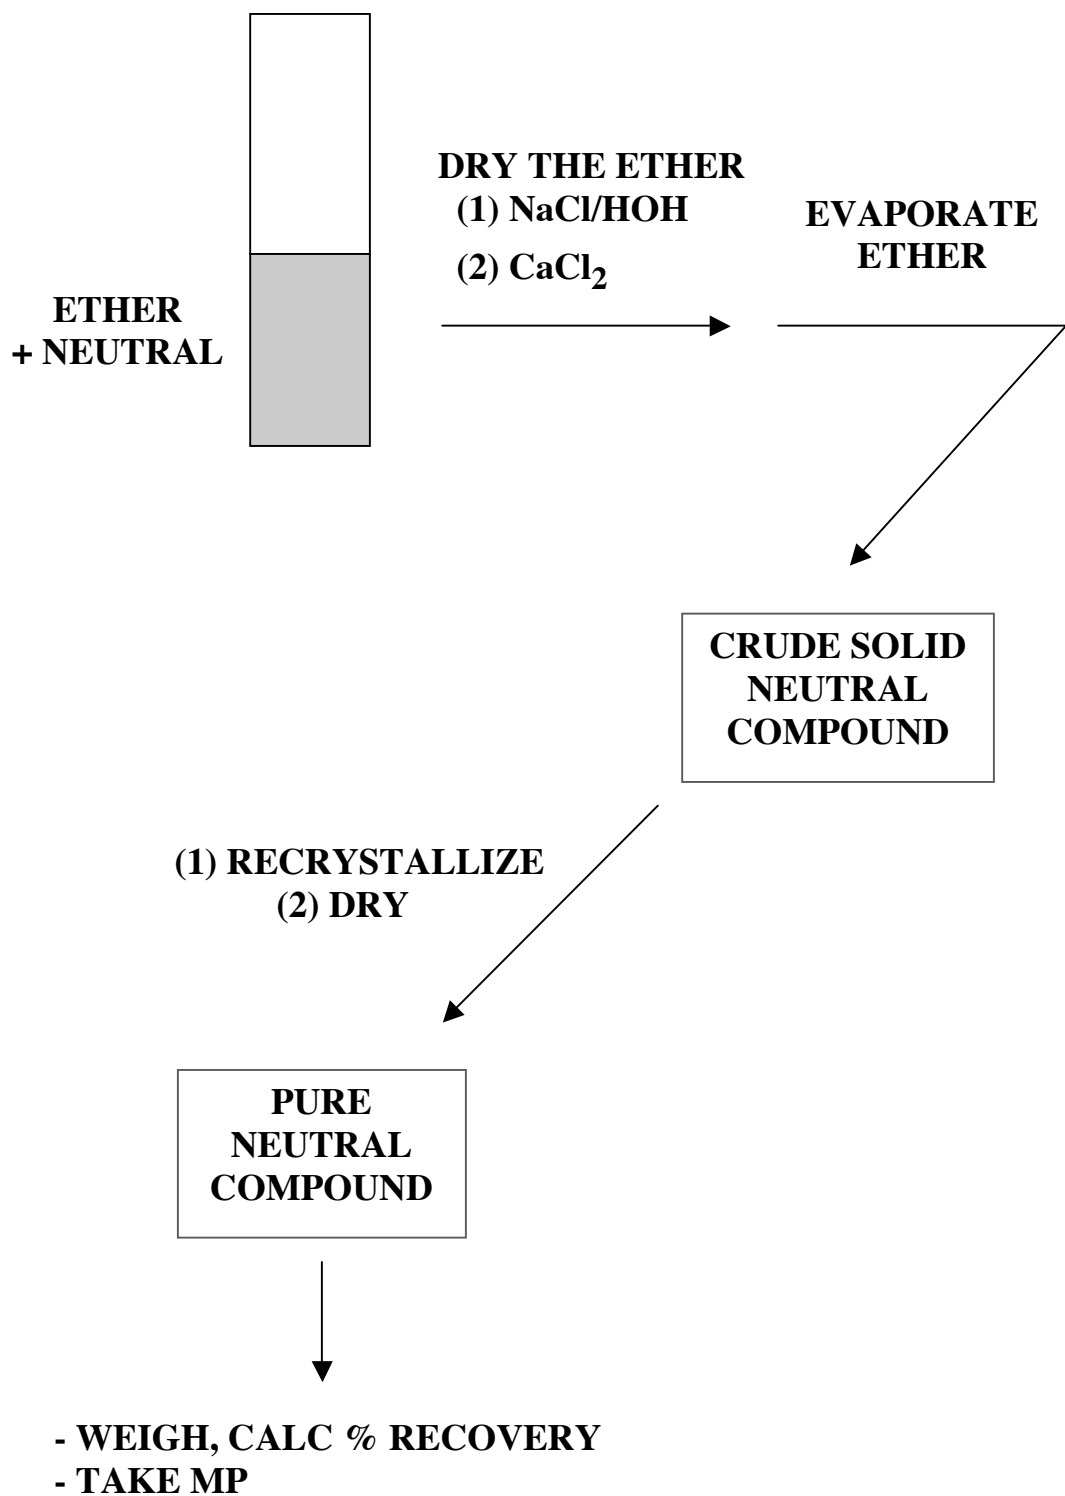 ETHER
+ NEUTRAL
DRY THE ETHER
(1) NaCl/HOH
(2) CaCl₂
EVAPORATE
ETHER
CRUDE SOLID
NEUTRAL
COMPOUND
(1) RECRYSTALLIZE
(2) DRY
PURE
NEUTRAL
COMPOUND
- WEIGH, CALC % RECOVERY
- TAKE MP